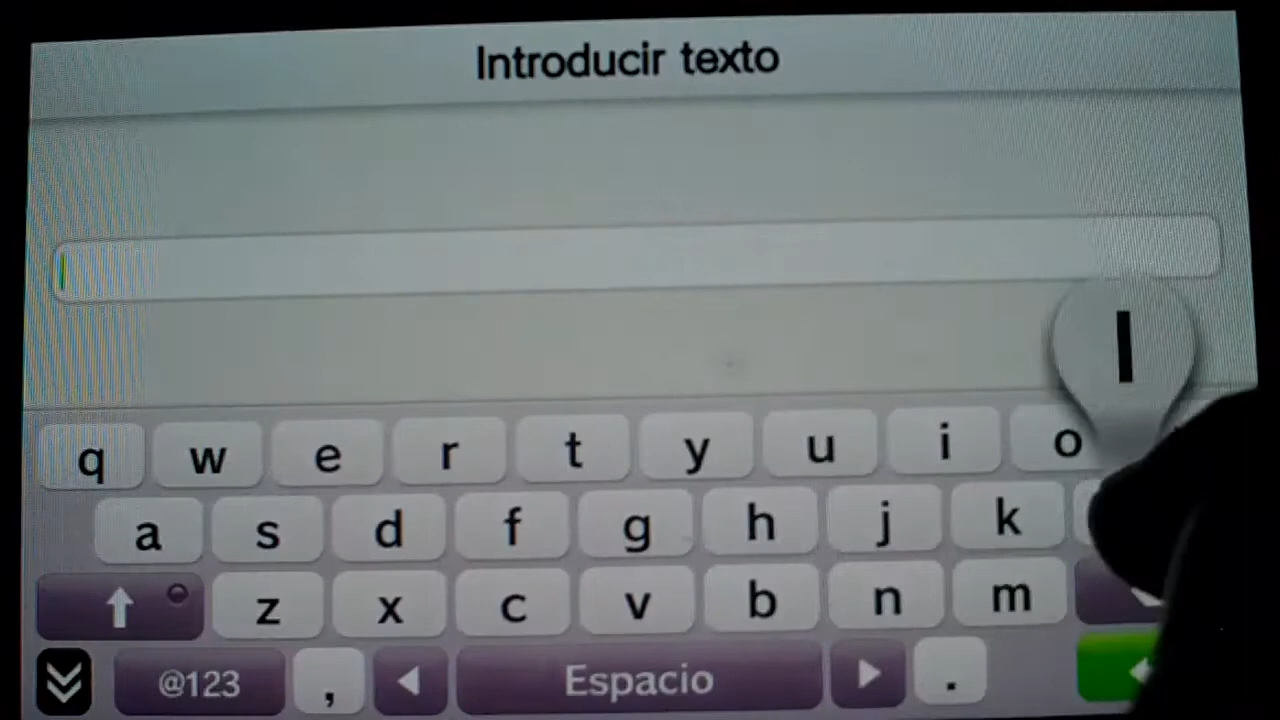 Introducir texto
l
q w e r t y u i o
a s d f g h j k
z x c v b n m
@123 , Espacio .